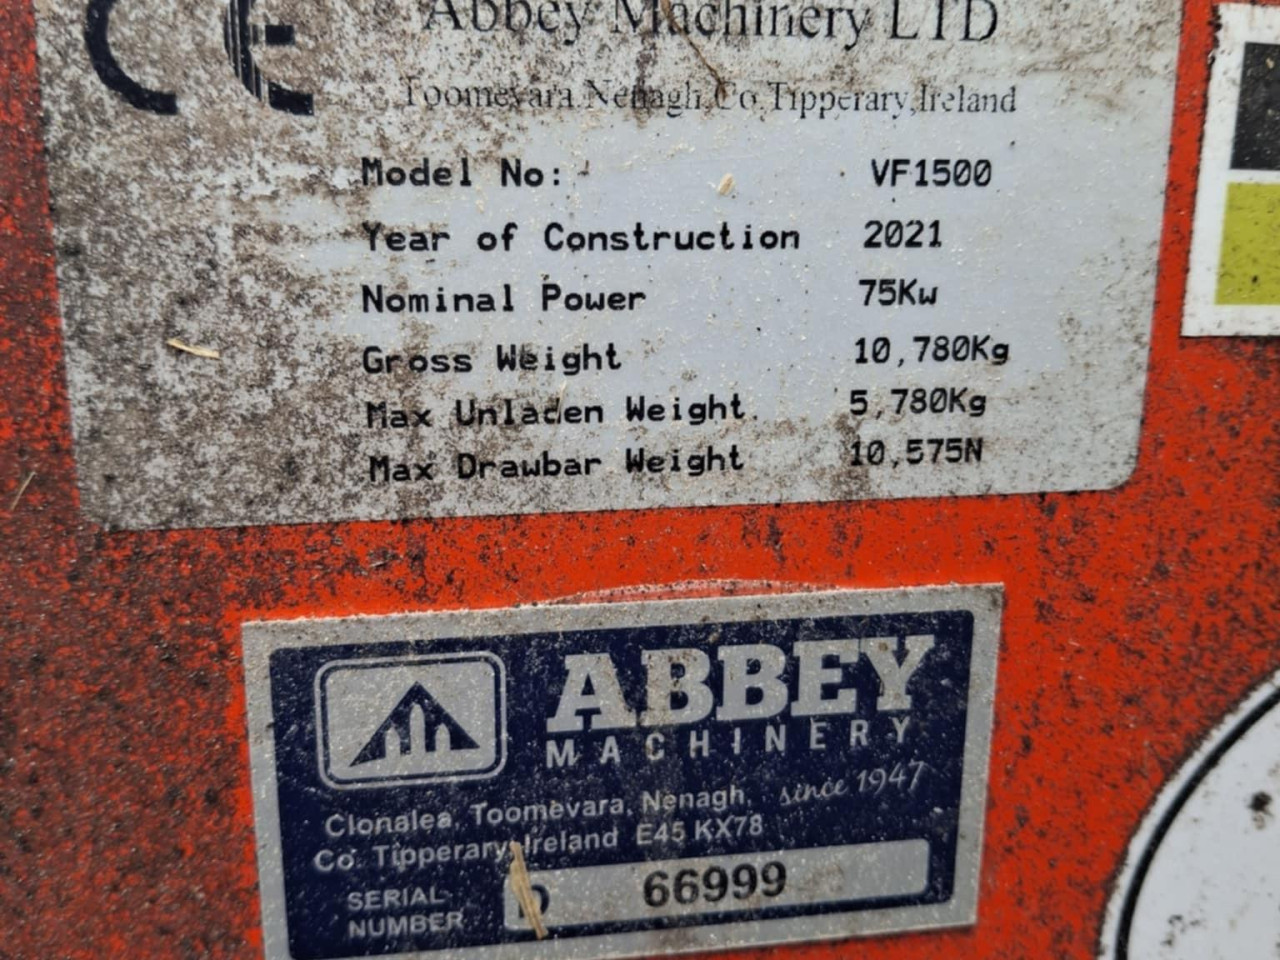 CE
Abbey Machinery LTD
Toomevara,Nenagh,Co,Tipperary,Ireland
Model No: VF1500
Year of Construction 2021
Nominal Power 75Kw
Gross Weight 10,780Kg
Max Unladen Weight 5,780Kg
Max Drawbar Weight 10,575N
ABBEY
MACHINERY
since 1947
Clonalea, Toomevara, Nenagh,
Co. Tipperary, Ireland E45 KX78
SERIAL
NUMBER
66999